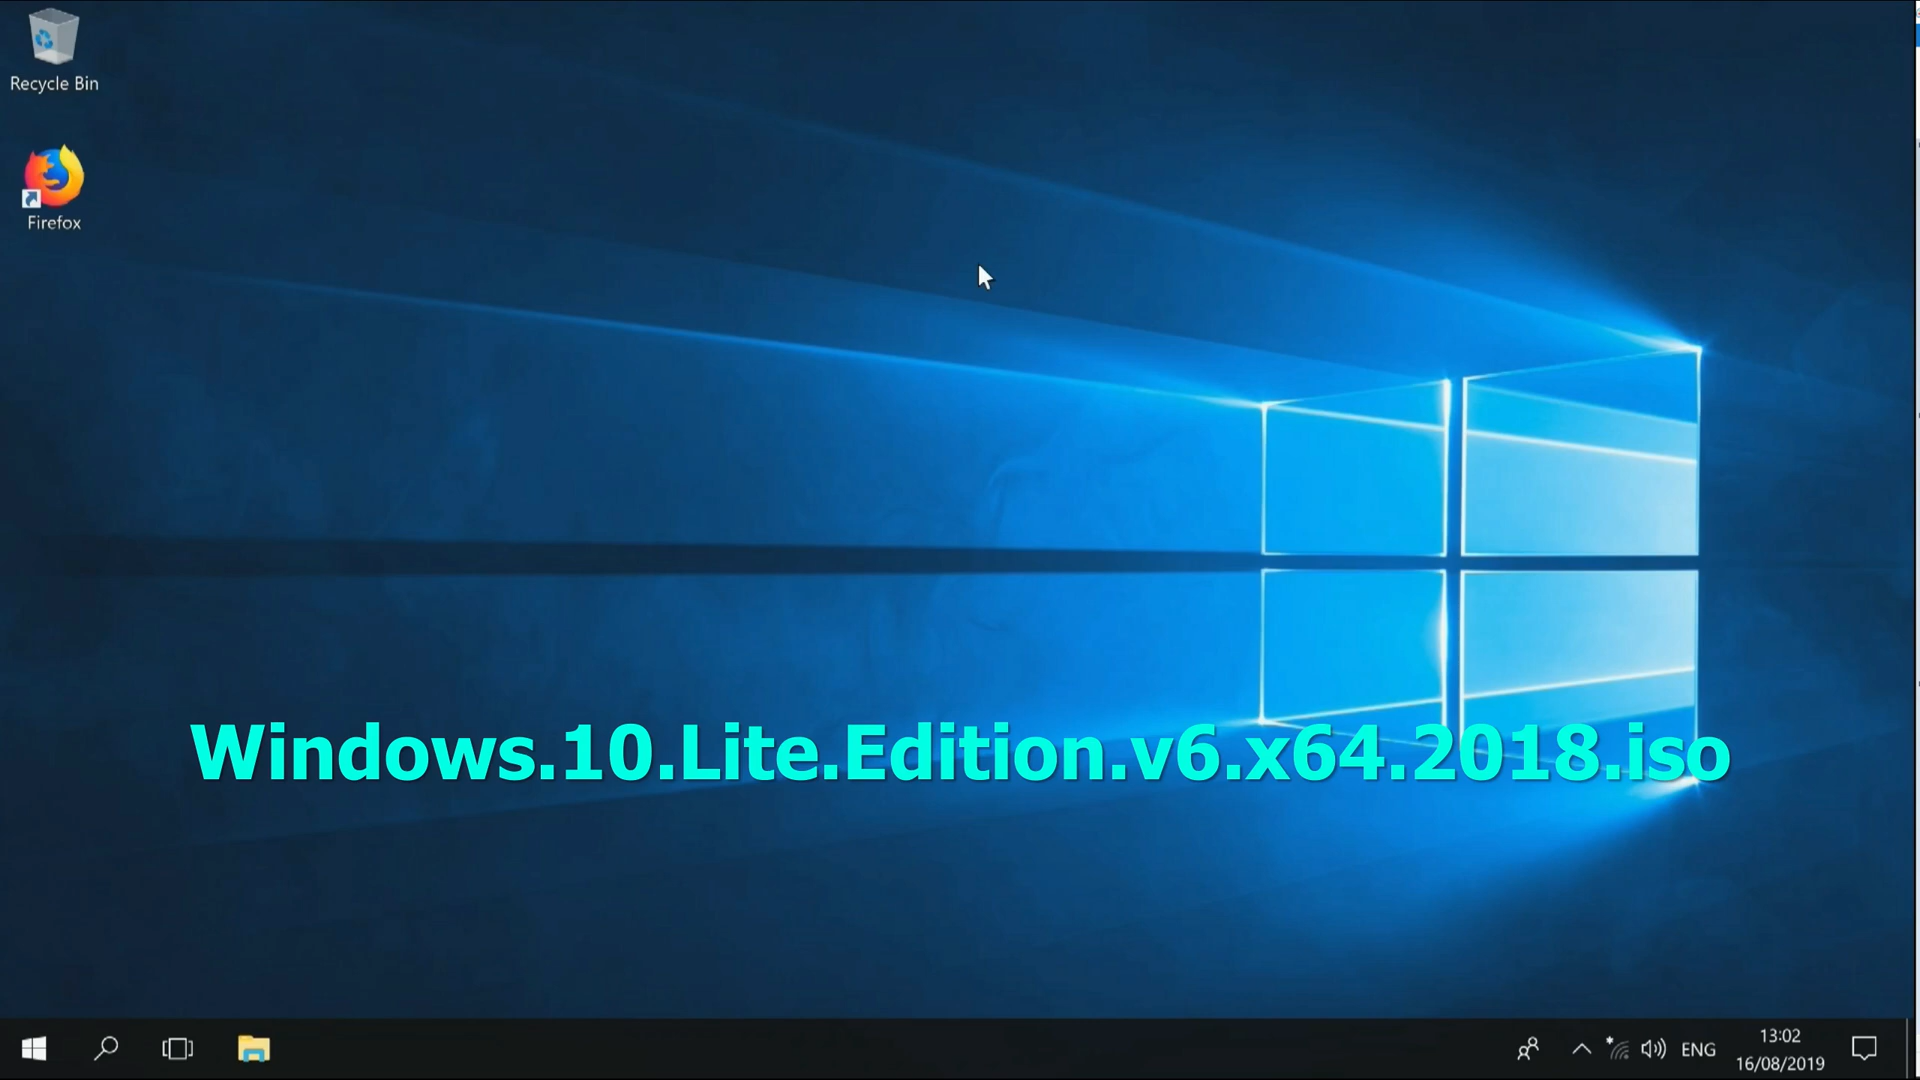 Recycle Bin
Firefox
Windows.10.Lite.Edition.v6.x64.2018.iso
ENG
13:02
16/08/2019